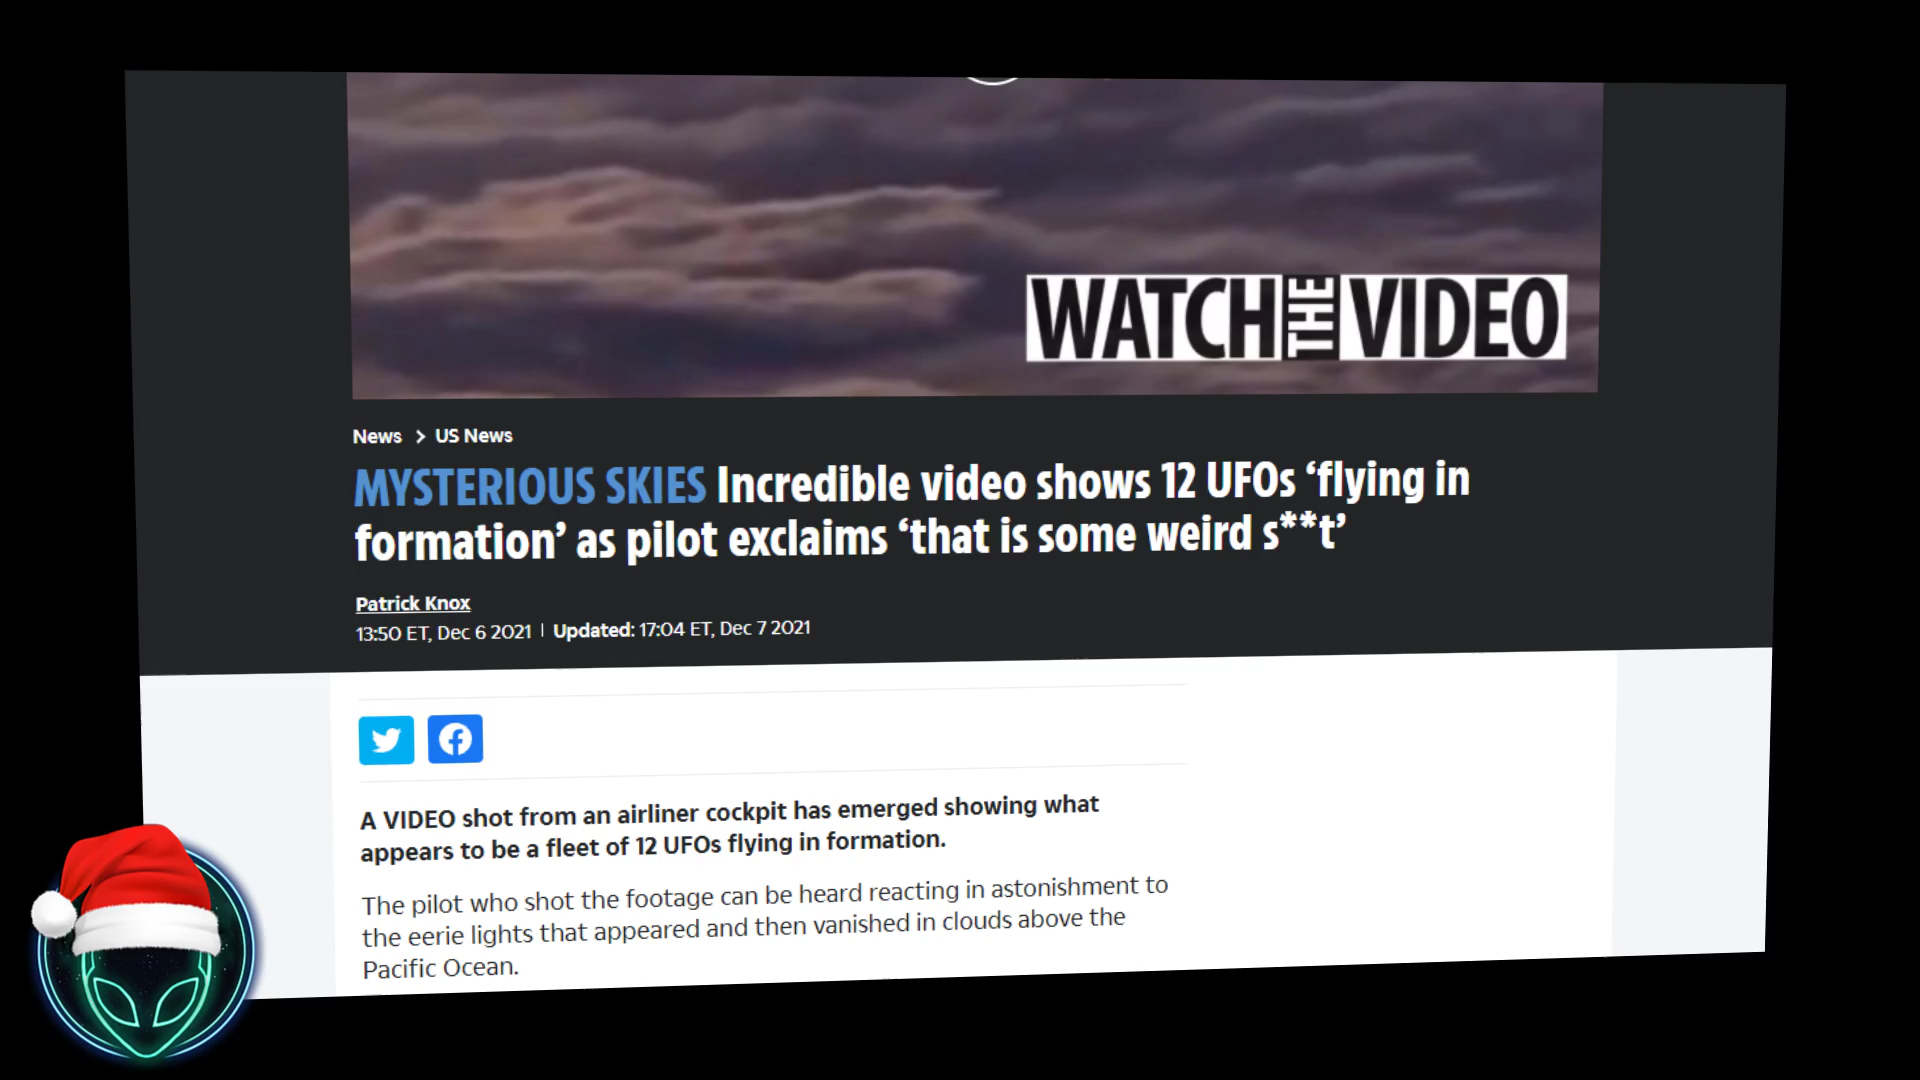 WATCH THE VIDEO
News > US News
MYSTERIOUS SKIES Incredible video shows 12 UFOs ‘flying in
formation’ as pilot exclaims ‘that is some weird s**t’
Patrick Knox
13:50 ET, Dec 6 2021 | Updated: 17:04 ET, Dec 7 2021
A VIDEO shot from an airliner cockpit has emerged showing what
appears to be a fleet of 12 UFOs flying in formation.
The pilot who shot the footage can be heard reacting in astonishment to
the eerie lights that appeared and then vanished in clouds above the
Pacific Ocean.